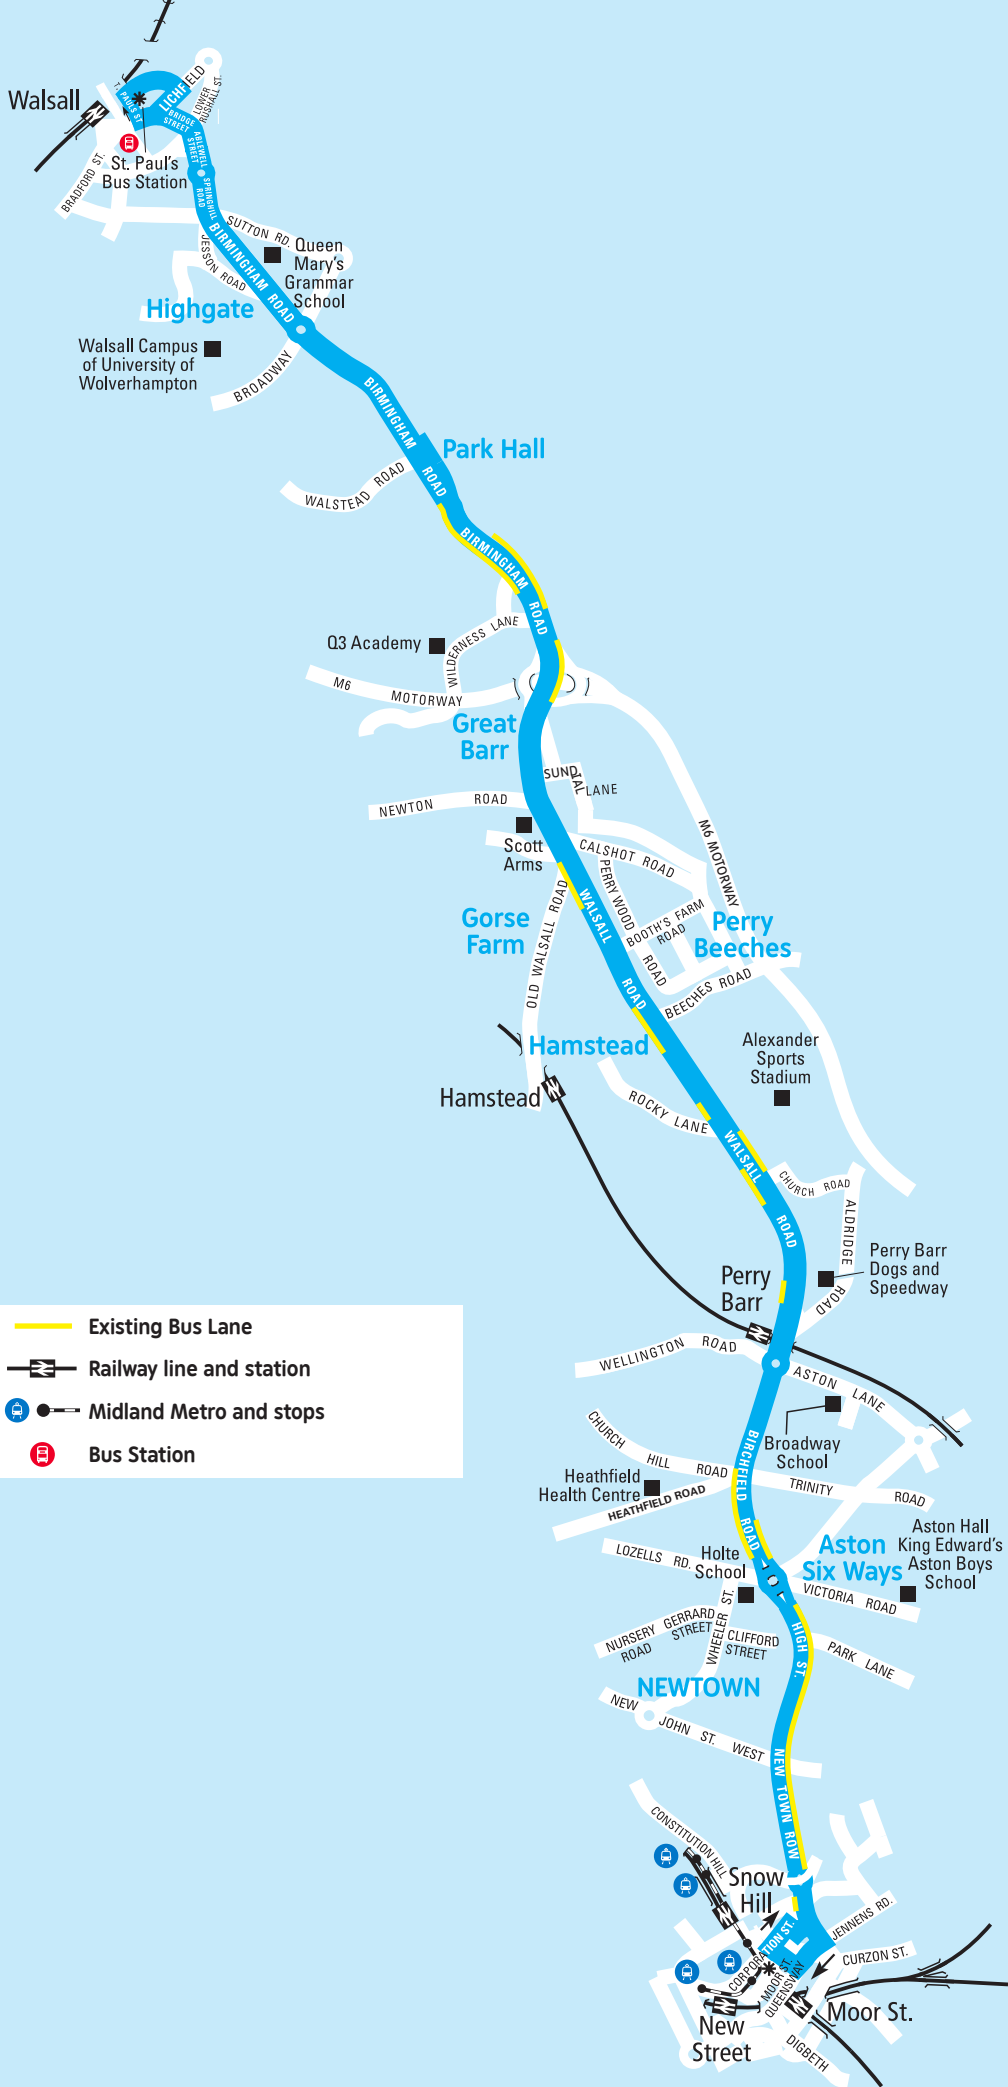 Walsall
T. PAULS ST
LICHFIELD
LOWER
RUSHALL ST.
BRIDGE
STREET
ABLEWELL
STREET
St. Paul's
Bus Station
BRADFORD ST.
SPRINGHILL
ROAD
SUTTON RD.
JESSON ROAD
BIRMINGHAM ROAD
Queen
Mary's
Grammar
School
Highgate
Walsall Campus
of University of
Wolverhampton
BROADWAY
BIRMINGHAM
ROAD
Park Hall
WALSTEAD ROAD
BIRMINGHAM
ROAD
Q3 Academy
WILDERNESS LANE
M6 MOTORWAY
Great
Barr
SUNDIAL LANE
NEWTON ROAD
Scott
Arms
CALSHOT ROAD
M6 MOTORWAY
PERRY WOOD
ROAD
BOOTH'S FARM
ROAD
OLD WALSALL ROAD
WALSALL
ROAD
Gorse
Farm
Perry
Beeches
BEECHES ROAD
Hamstead
Hamstead
Alexander
Sports
Stadium
ROCKY LANE
WALSALL
ROAD
CHURCH ROAD
ALDRIDGE
ROAD
Perry Barr
Dogs and
Speedway
Perry
Barr
Existing Bus Lane
Railway line and station
Midland Metro and stops
Bus Station
WELLINGTON ROAD
ASTON LANE
Broadway
School
CHURCH
HILL ROAD
BIRCHFIELD
ROAD
TRINITY ROAD
Heathfield
Health Centre
HEATHFIELD ROAD
LOZELLS RD.
Holte
School
Aston
Six Ways
Aston Hall
King Edward's
Aston Boys
School
VICTORIA ROAD
NURSERY
ROAD
GERRARD
STREET
WHEELER ST.
CLIFFORD
STREET
HIGH ST.
PARK LANE
NEWTOWN
NEW
JOHN ST. WEST
NEW TOWN ROW
CONSTITUTION HILL
Snow
Hill
CORPORATION ST.
JENNENS RD.
CURZON ST.
MOOR ST.
QUEENSWAY
Moor St.
New
Street
DIGBETH